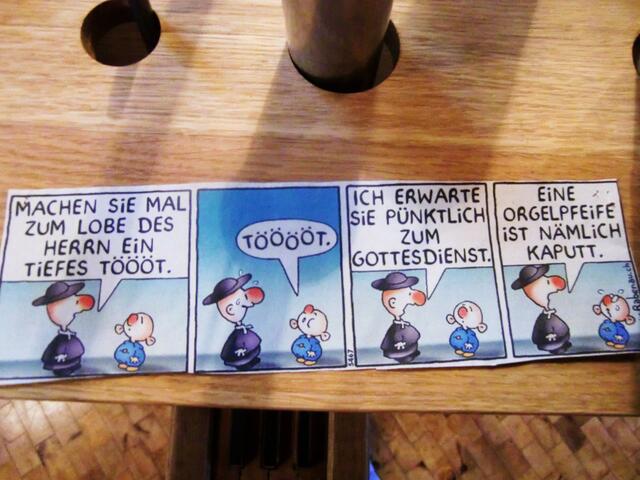 MACHEN SIE MAL
ZUM LOBE DES
HERRN EIN
TIEFES TÖÖÖT.
TÖÖÖÖT.
ICH ERWARTE
SIE PÜNKTLICH
ZUM
GOTTESDIENST.
EINE
ORGELPFEIFE
IST NÄMLICH
KAPUTT.